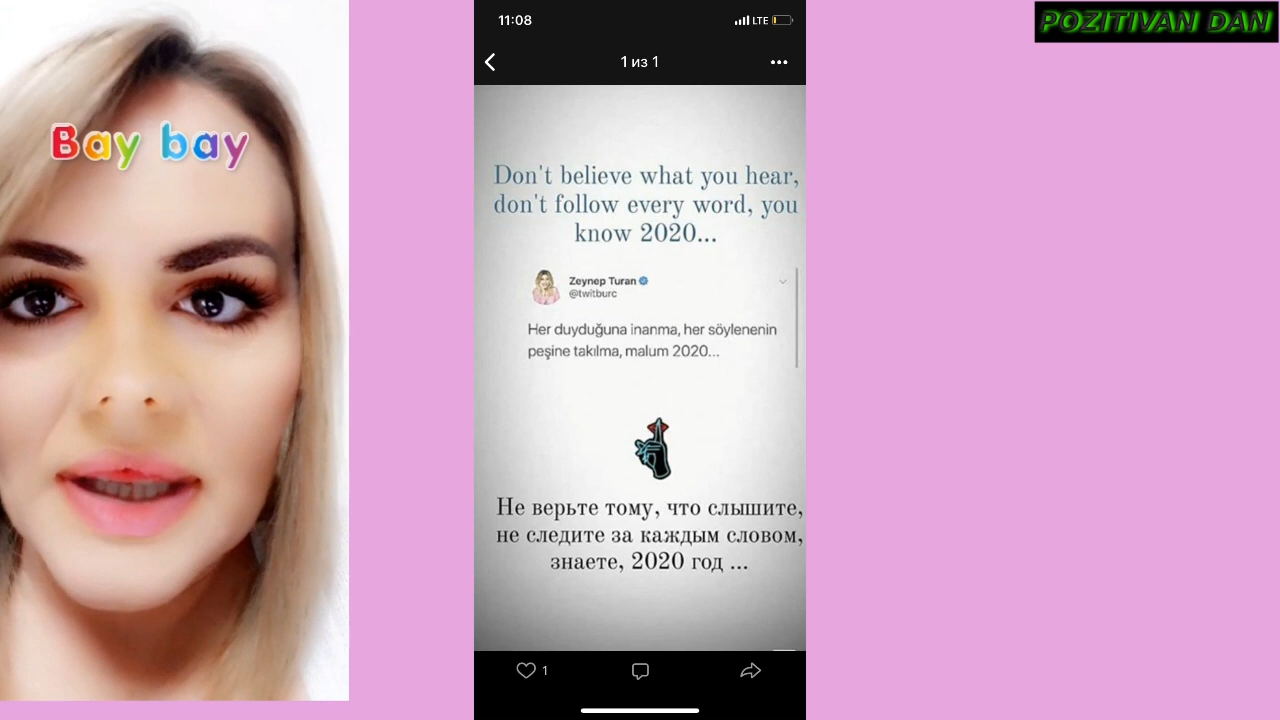 POZITIVAN DAN
Bay bay
11:08
LTE
1 из 1
Don't believe what you hear,
don't follow every word, you
know 2020...
Zeynep Turan
@twitburc
Her duyduğuna inanma, her söylenenin
peşine takılma, malum 2020...
Не верьте тому, что слышите,
не следите за каждым словом,
знаете, 2020 год ...
1